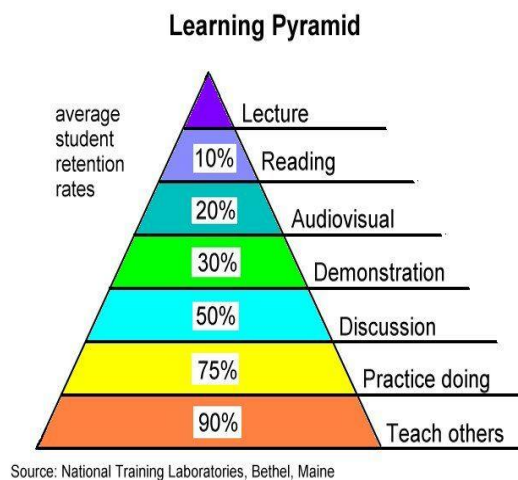 Learning Pyramid
average
student
retention
rates
Lecture
10% Reading
20% Audiovisual
30% Demonstration
50% Discussion
75% Practice doing
90% Teach others
Source: National Training Laboratories, Bethel, Maine